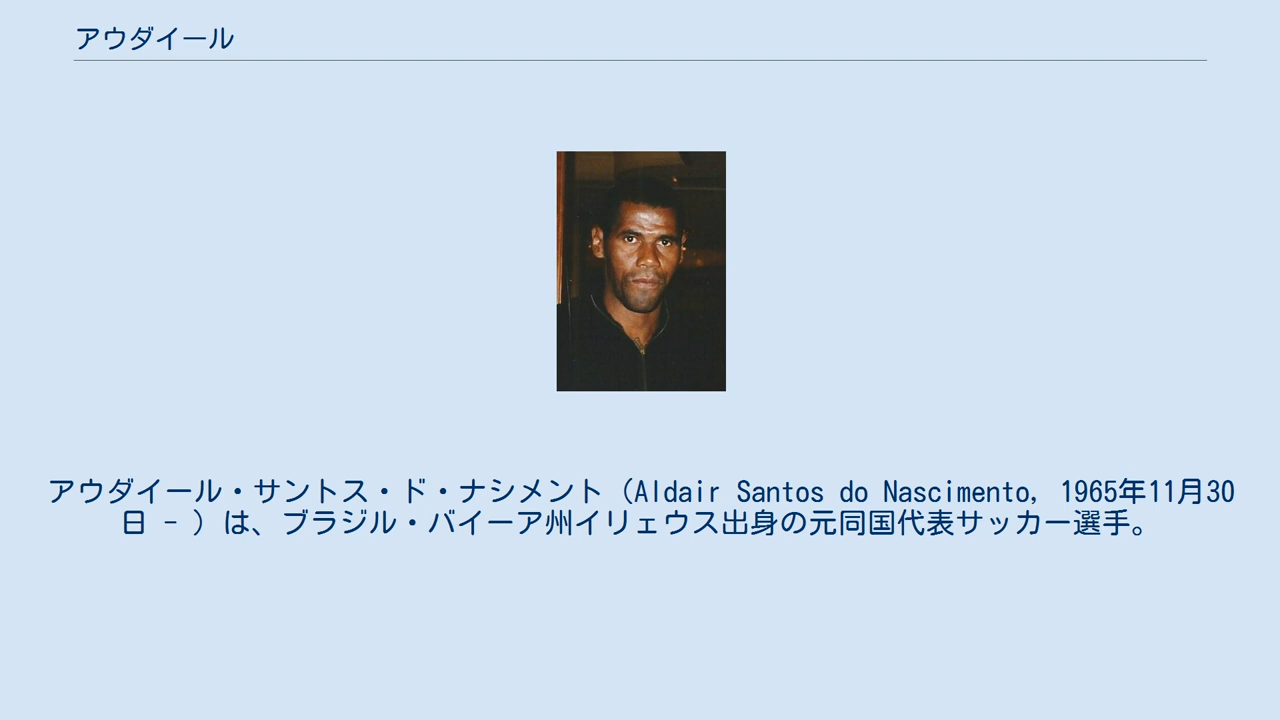 アウダイール
アウダイール・サントス・ド・ナシメント（Aldair Santos do Nascimento, 1965年11月30
日 - ）は、ブラジル・バイーア州イリェウス出身の元同国代表サッカー選手。